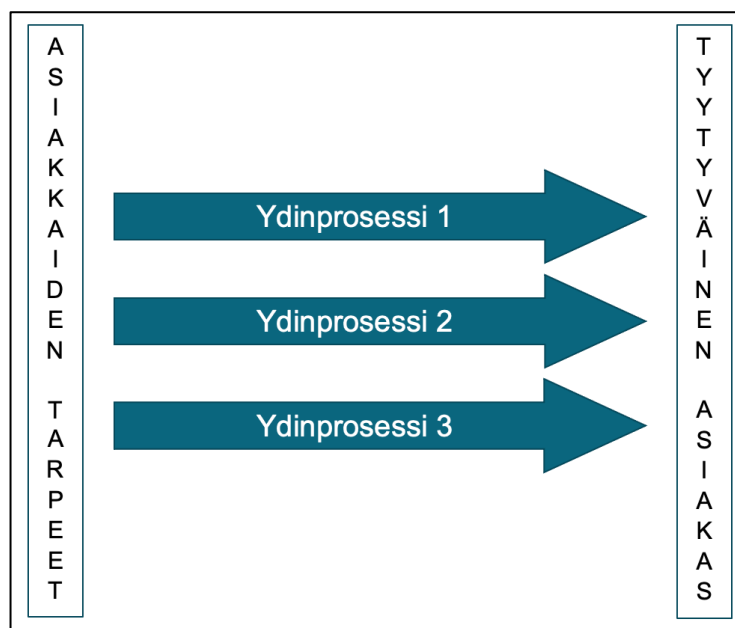 ASIAKKAIDEN TARPEET
Ydinprosessi 1
Ydinprosessi 2
Ydinprosessi 3
TYYTYVÄINEN ASIAKAS